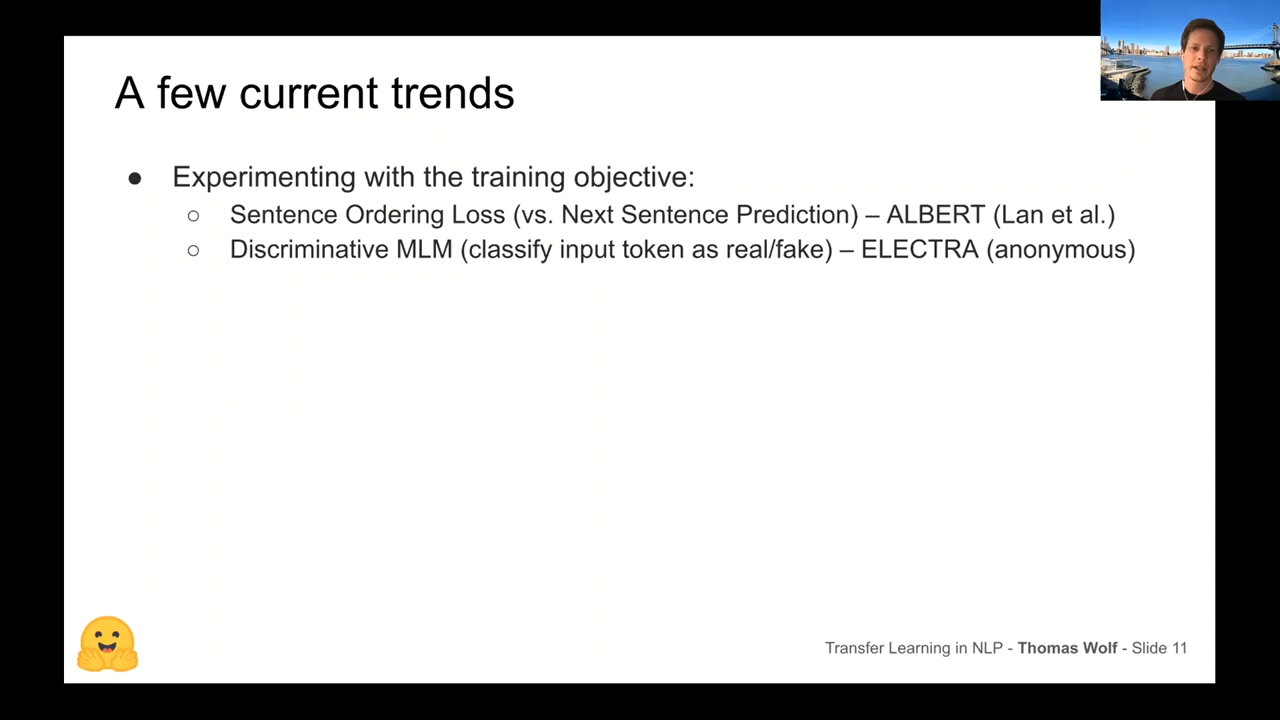 A few current trends
● Experimenting with the training objective:
○ Sentence Ordering Loss (vs. Next Sentence Prediction) – ALBERT (Lan et al.)
○ Discriminative MLM (classify input token as real/fake) – ELECTRA (anonymous)
Transfer Learning in NLP - Thomas Wolf - Slide 11